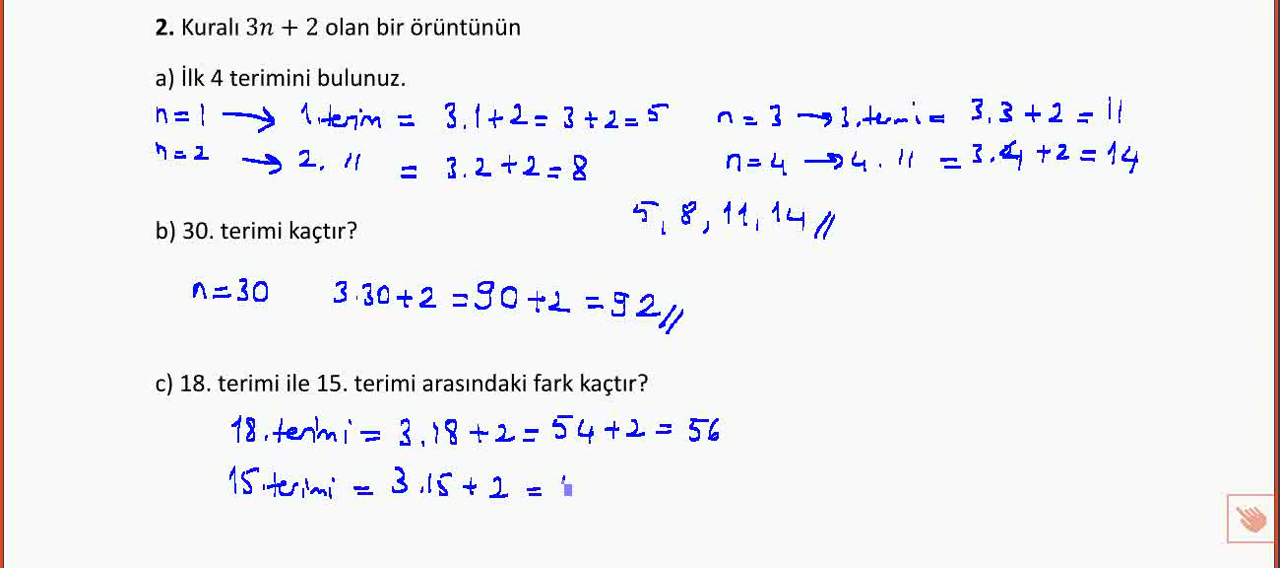 2. Kuralı 3n + 2 olan bir örüntünün
a) İlk 4 terimini bulunuz.
n=1 → 1.terim = 3.1+2=3+2=5
n=2 → 2. // = 3.2+2=8
n=3 → 3.termi= 3.3+2=11
n=4 → 4. // =3.4+2=14
5, 8, 11, 14//
b) 30. terimi kaçtır?
n=30 3.30+2=90+2=92//
c) 18. terimi ile 15. terimi arasındaki fark kaçtır?
18.terimi=3.18+2=54+2=56
15.terimi=3.15+2=